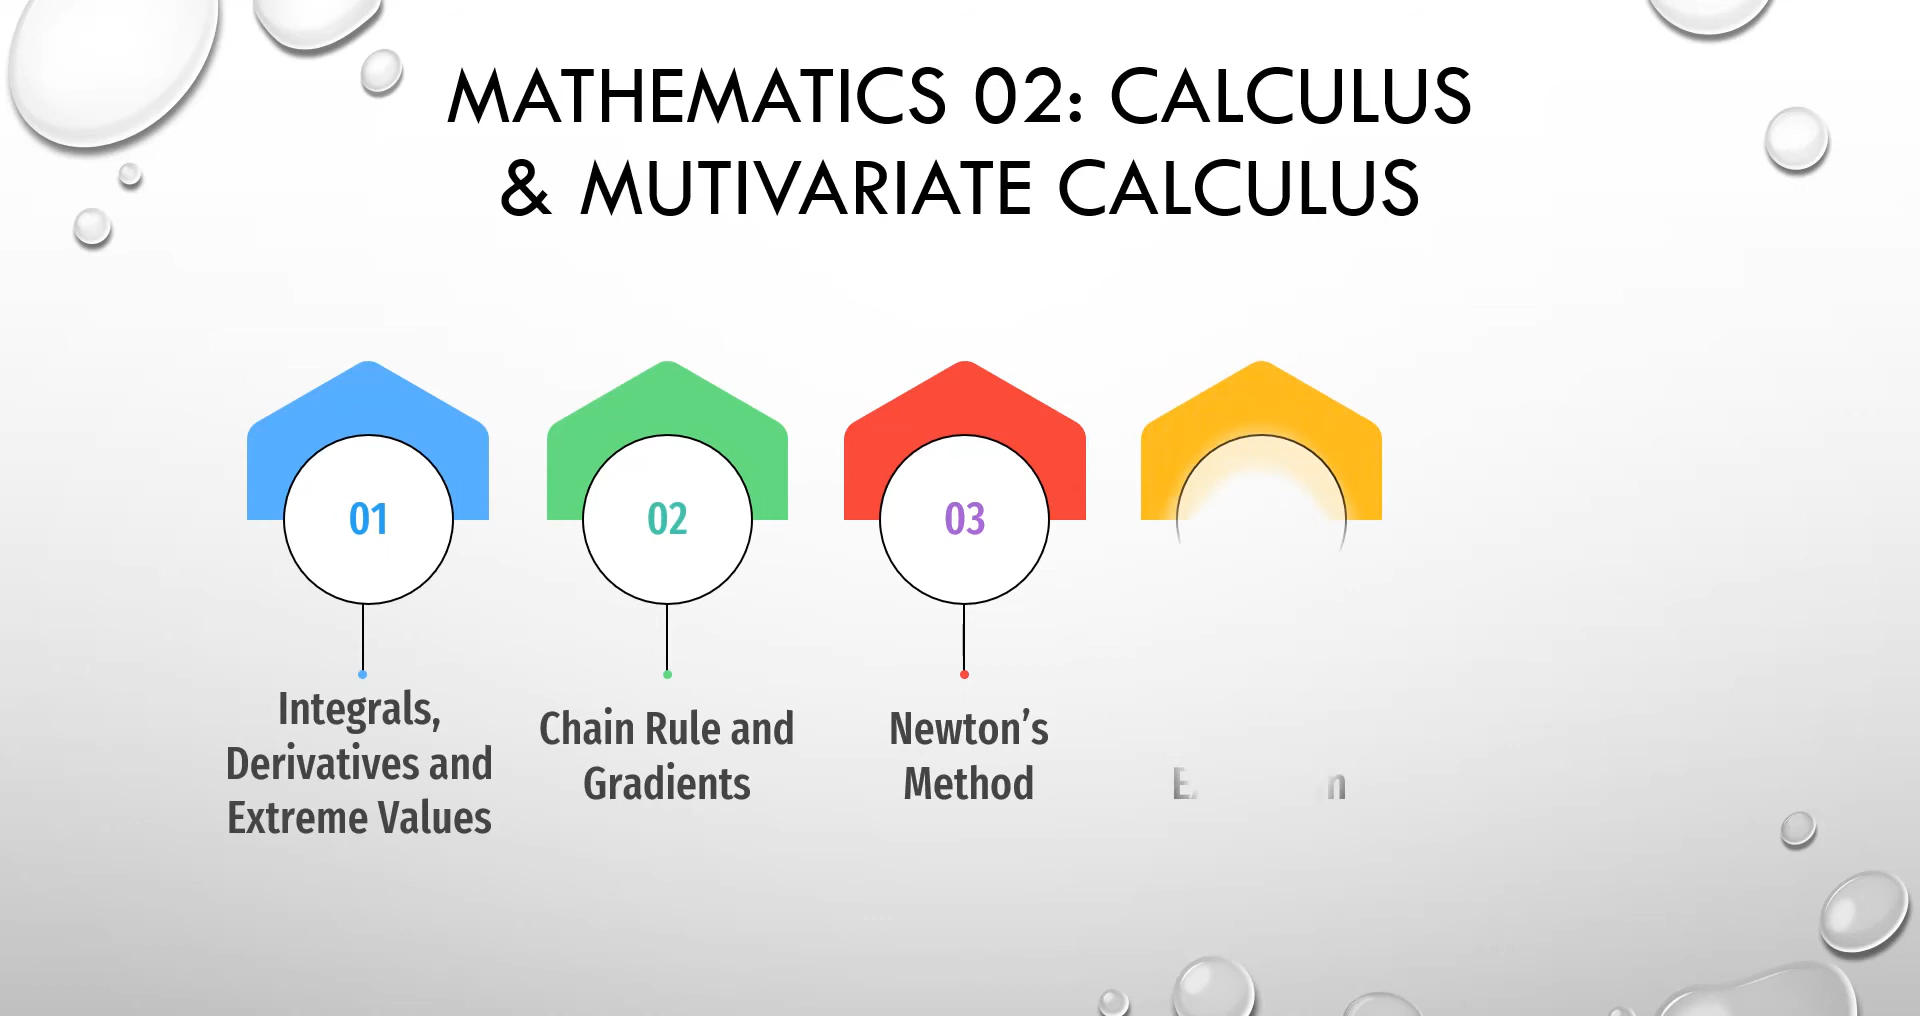 MATHEMATICS 02: CALCULUS
& MUTIVARIATE CALCULUS
01
02
03
Integrals,
Derivatives and
Extreme Values
Chain Rule and
Gradients
Newton's
Method